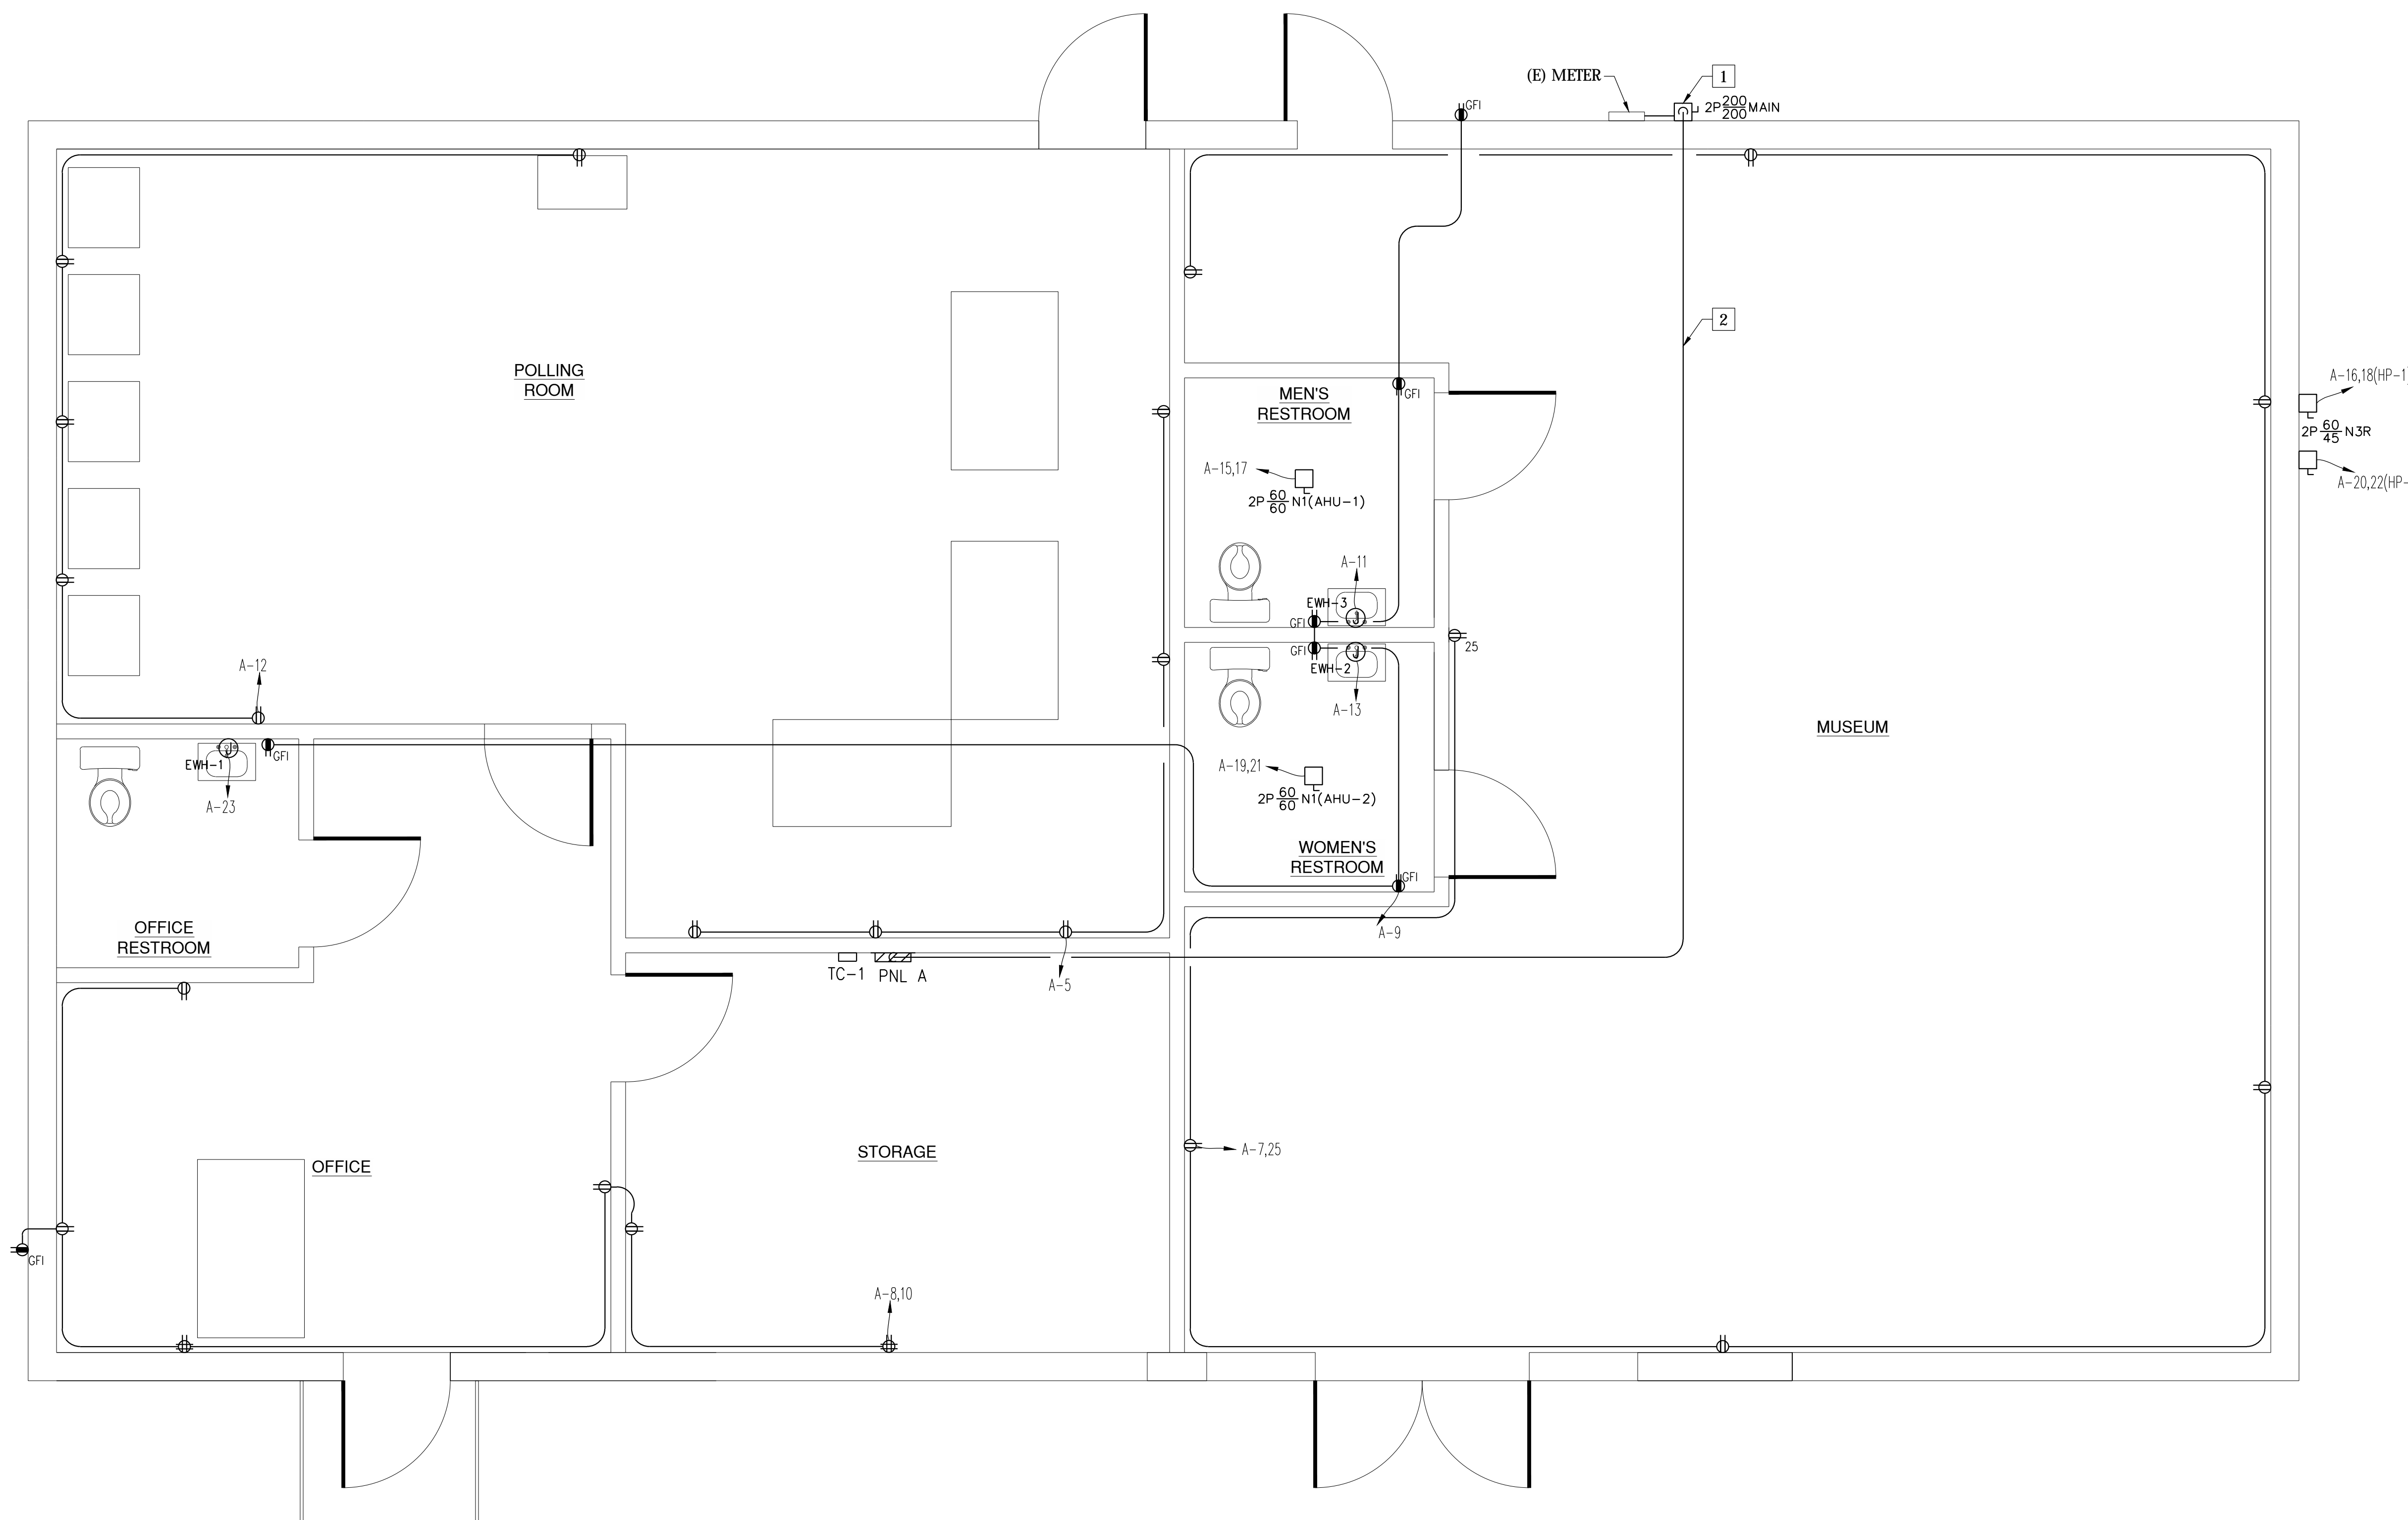 (E) METER
1
2P 200/200 MAIN
GFI
2
POLLING
ROOM
MEN'S
RESTROOM
GFI
A-16,18(HP-1
2P 60/45 N3R
A-20,22(HP-
A-15,17
2P 60/60 N1(AHU-1)
A-11
EWH-3
GFI
GFI
EWH-2
25
A-13
A-12
GFI
EWH-1
A-23
MUSEUM
A-19,21
2P 60/60 N1(AHU-2)
WOMEN'S
RESTROOM
GFI
A-9
OFFICE
RESTROOM
TC-1
PNL A
A-5
STORAGE
A-7,25
OFFICE
GFI
A-8,10
J
J
J